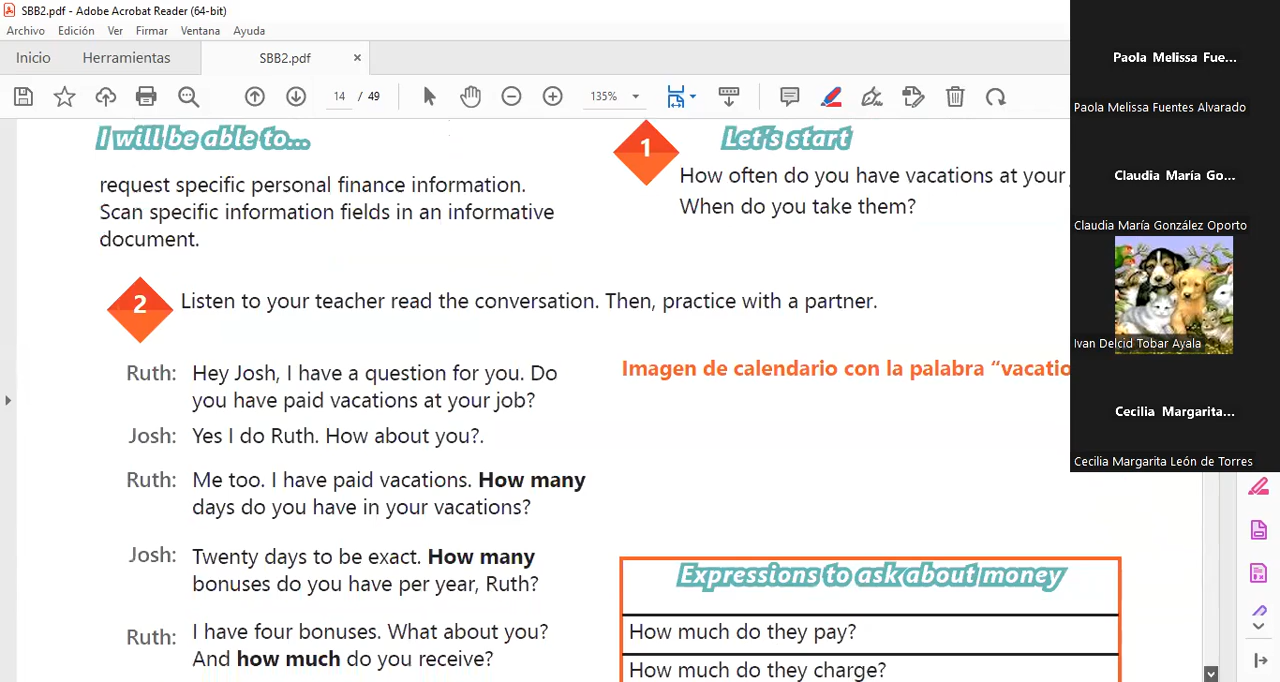 SBB2.pdf - Adobe Acrobat Reader (64-bit)
Archivo Edición Ver Firmar Ventana Ayuda
Inicio Herramientas SBB2.pdf ×
14 / 49 135%
I will be able to...
request specific personal finance information.
Scan specific information fields in an informative
document.
1 Let's start
How often do you have vacations at your
When do you take them?
2 Listen to your teacher read the conversation. Then, practice with a partner.
Ruth: Hey Josh, I have a question for you. Do
you have paid vacations at your job?
Josh: Yes I do Ruth. How about you?.
Ruth: Me too. I have paid vacations. How many
days do you have in your vacations?
Josh: Twenty days to be exact. How many
bonuses do you have per year, Ruth?
Ruth: I have four bonuses. What about you?
And how much do you receive?
Imagen de calendario con la palabra “vacatio
Expressions to ask about money
How much do they pay?
How much do they charge?
Paola Melissa Fue...
Paola Melissa Fuentes Alvarado
Claudia María Go...
Claudia María González Oporto
Ivan Delcid Tobar Ayala
Cecilia Margarita...
Cecilia Margarita León de Torres